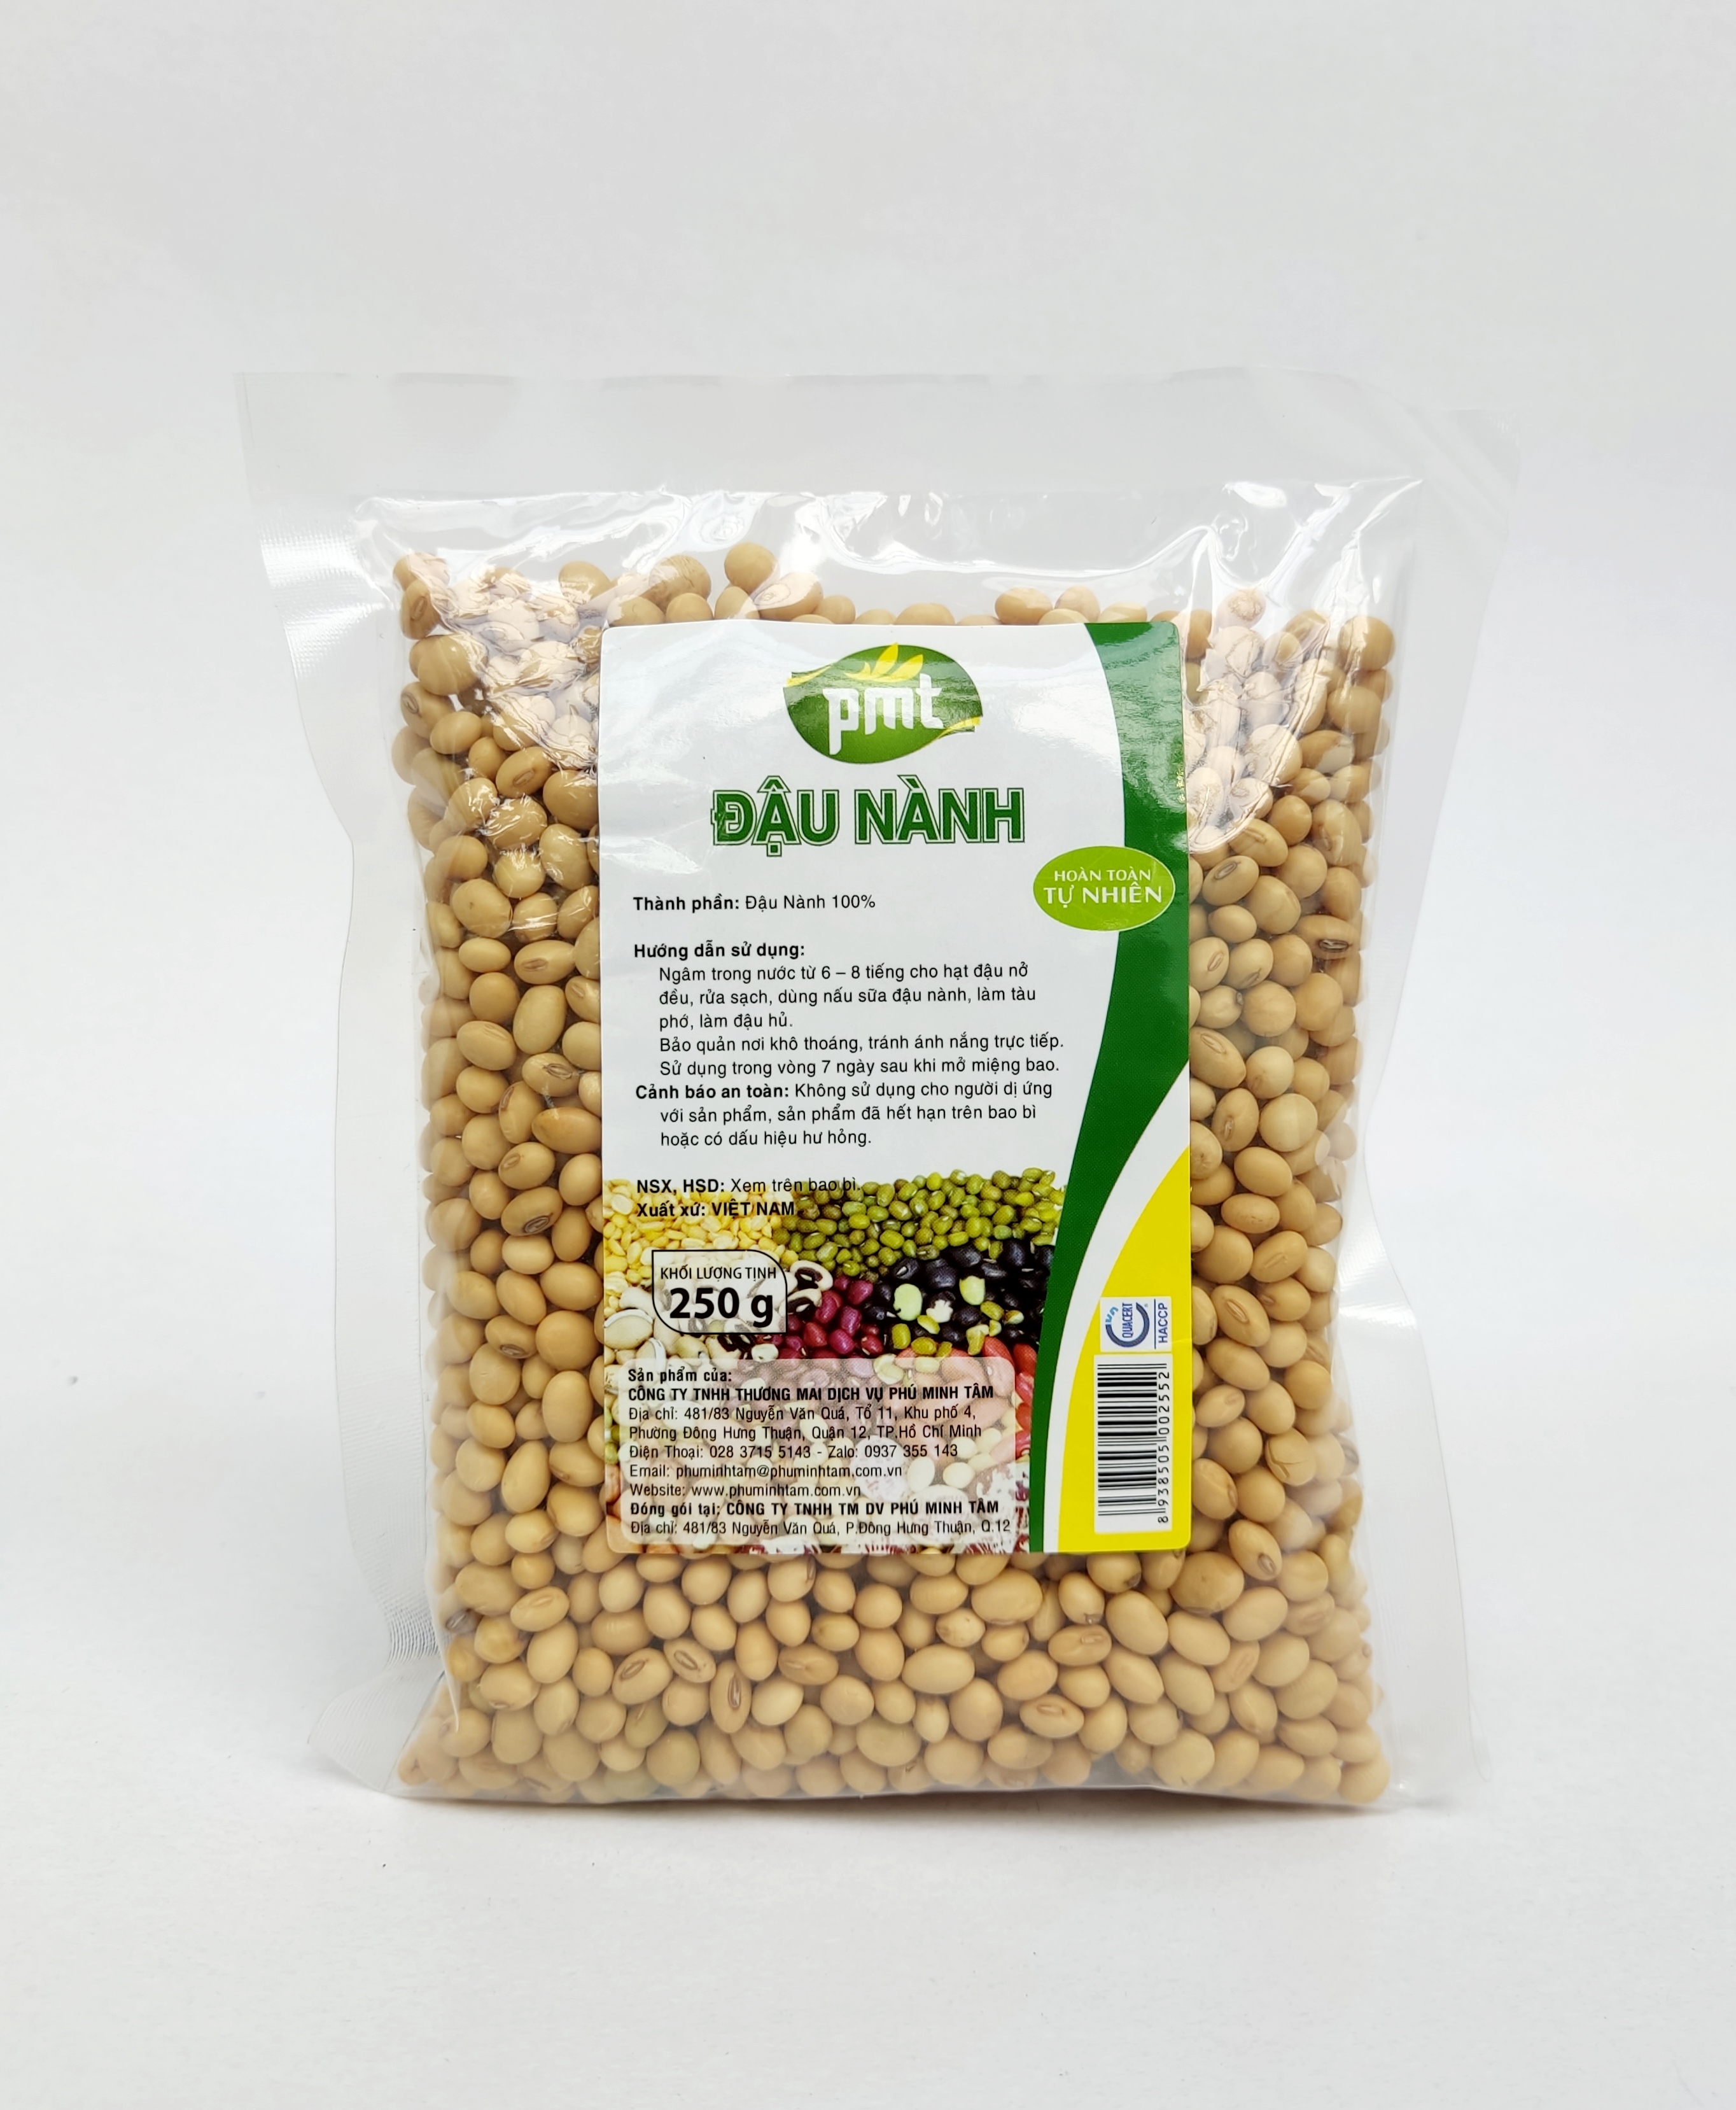 pmt
ĐẬU NÀNH
HOÀN TOÀN
TỰ NHIÊN
Thành phần: Đậu Nành 100%
Hướng dẫn sử dụng:
Ngâm trong nước từ 6 – 8 tiếng cho hạt đậu nở
đều, rửa sạch, dùng nấu sữa đậu nành, làm tàu
phớ, làm đậu hủ.
Bảo quản nơi khô thoáng, tránh ánh nắng trực tiếp.
Sử dụng trong vòng 7 ngày sau khi mở miệng bao.
Cảnh báo an toàn: Không sử dụng cho người dị ứng
với sản phẩm, sản phẩm đã hết hạn trên bao bì
hoặc có dấu hiệu hư hỏng.
NSX, HSD: Xem trên bao bì.
Xuất xứ: VIỆT NAM
KHỐI LƯỢNG TỊNH
250 g
Sản phẩm của:
CÔNG TY TNHH THƯƠNG MAI DỊCH VỤ PHÚ MINH TÂM
Địa chỉ: 481/83 Nguyễn Văn Quá, Tổ 11, Khu phố 4,
Phường Đông Hưng Thuận, Quận 12, TP.Hồ Chí Minh
Điện Thoại: 028 3715 5143 - Zalo: 0937 355 143
Email: phuminhtam@phuminhtam.com.vn
Website: www.phuminhtam.com.vn
Đóng gói tại: CÔNG TY TNHH TM DV PHÚ MINH TÂM
Địa chỉ: 481/83 Nguyễn Văn Quá, P.Đông Hưng Thuận, Q.12
QUACERT
HACCP
8 938505 002552